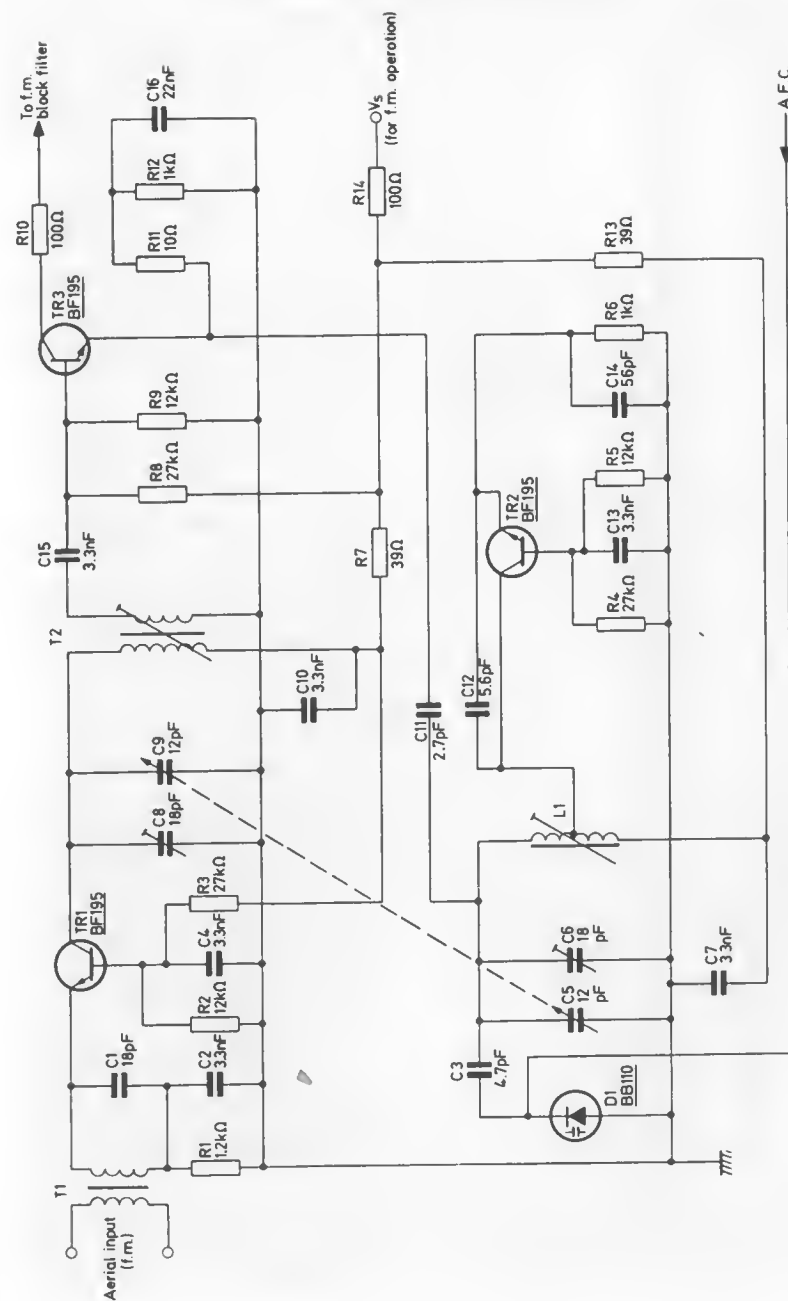 Aerial input
(f.m.)
T1
R1
1.2kΩ
C1
18pF
C2
3.3nF
R2
12kΩ
TR1
BF195
C4
3.3nF
R3
27kΩ
C8
18pF
C9
12pF
T2
C10
3.3nF
C15
3.3nF
R8
27kΩ
R9
12kΩ
TR3
BF195
R10
100Ω
To f.m.
block filter
R11
10Ω
R12
1kΩ
C16
22nF
R7
39Ω
R14
100Ω
Vs
(for f.m. operation)
C11
2.7pF
D1
BB110
C3
4.7pF
C5
12
pF
C6
18
pF
C7
3.3nF
L1
C12
5.6pF
TR2
BF195
R4
27kΩ
C13
3.3nF
R5
12kΩ
C14
56pF
R6
1kΩ
R13
39Ω
A.F.C.